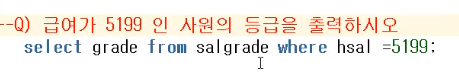 --Q) 급여가 5199 인 사원의 등급을 출력하시오
select grade from salgrade where hsal =5199;